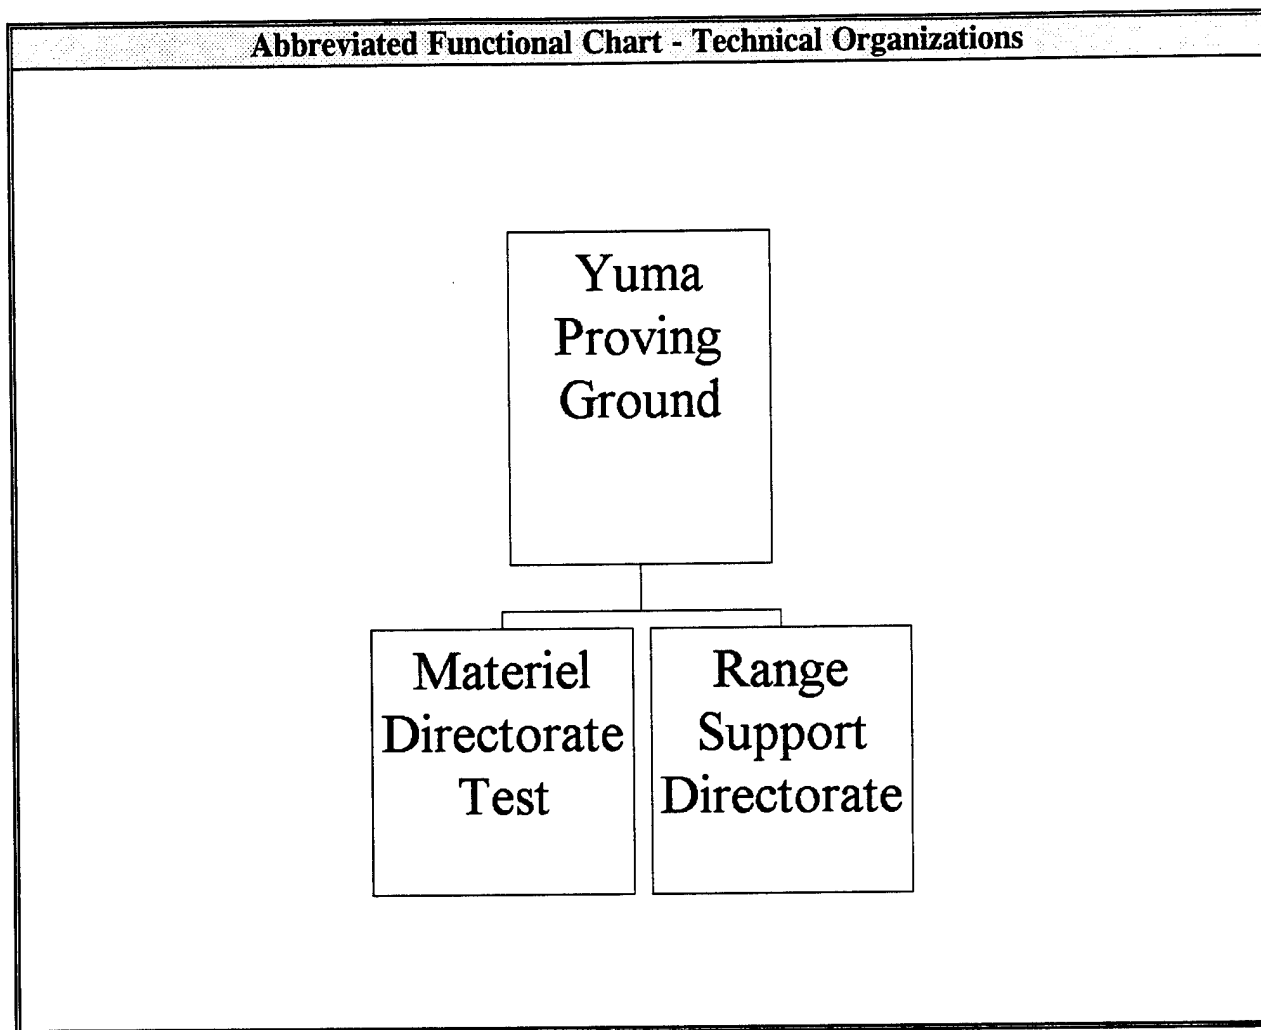 Abbreviated Functional Chart - Technical Organizations
Yuma
Proving
Ground
Materiel
Directorate
Test
Range
Support
Directorate